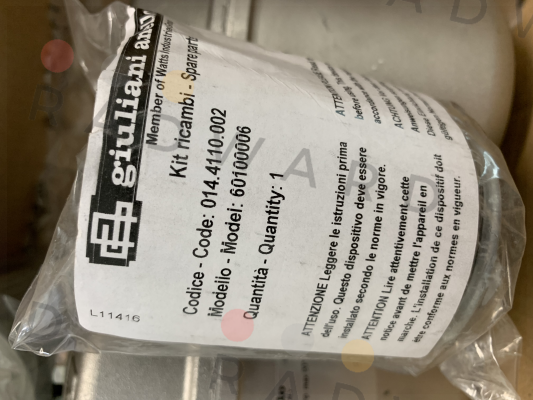 giuliani
Member of Watts Industries
Kit ricambi - Spare parts
Codice - Code: 014.4110.002
Modello - Model: 60100006
Quantità - Quantity: 1
ATTENZIONE Leggere le istruzioni prima
dell'uso. Questo dispositivo deve essere
installato secondo le norme in vigore.
ATTENTION Lire attentivement cette
notice avant de mettre l'appareil en
marche. L'installation de ce dispositif doit
être conforme aux normes en vigueur.
L11416
RADWARD